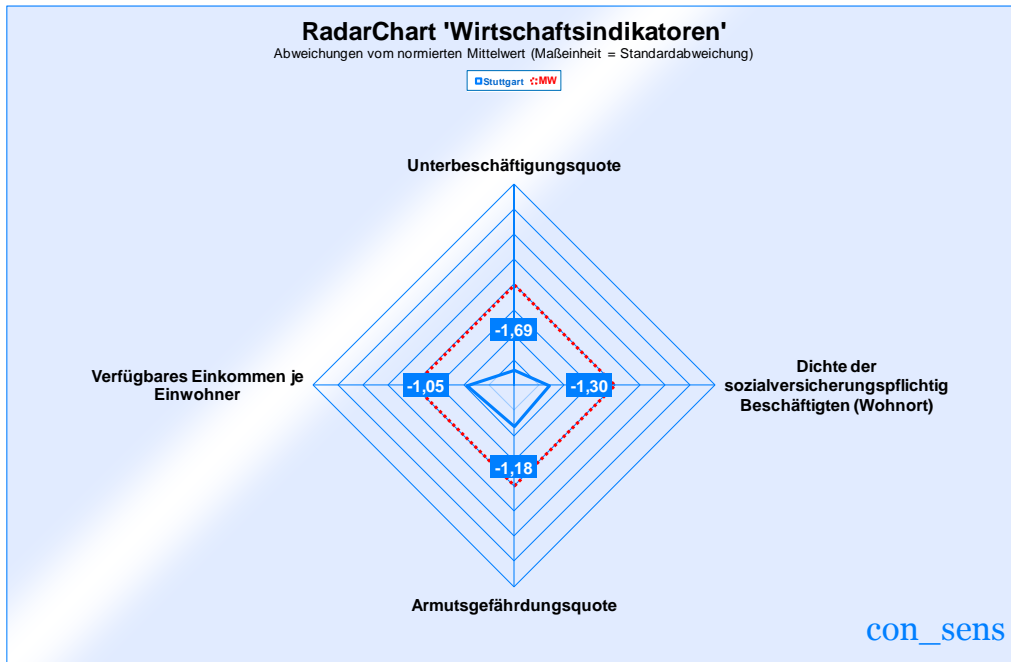 RadarChart 'Wirtschaftsindikatoren'
Abweichungen vom normierten Mittelwert (Maßeinheit = Standardabweichung)
Stuttgart MW
Unterbeschäftigungsquote
-1,69
Verfügbares Einkommen je
Einwohner
-1,05
-1,30
Dichte der
sozialversicherungspflichtig
Beschäftigten (Wohnort)
-1,18
Armutsgefährdungsquote
con_sens